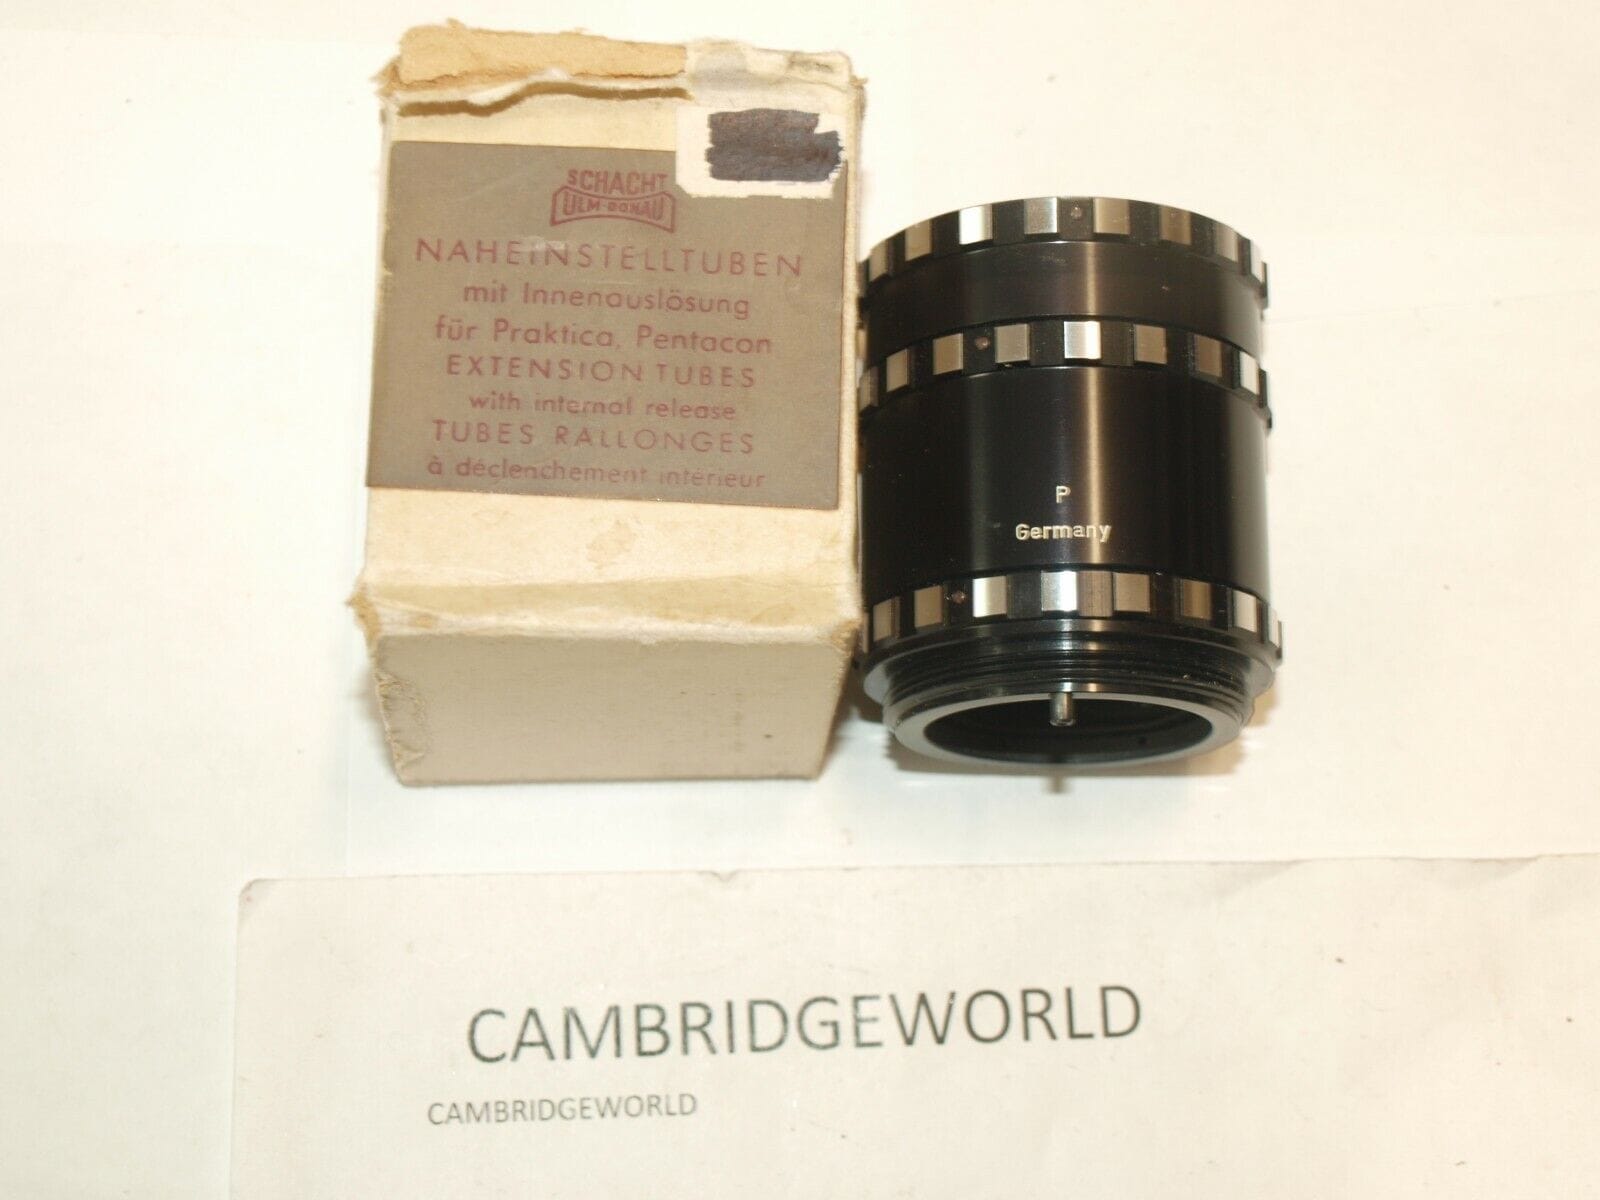 SCHACHT
ULM-DONAU
NAHEINSTELLTUBEN
mit Innenauslösung
für Praktica, Pentacon
EXTENSION TUBES
with internal release
TUBES RALLONGES
à déclenchement intérieur
P
Germany
CAMBRIDGEWORLD
CAMBRIDGEWORLD